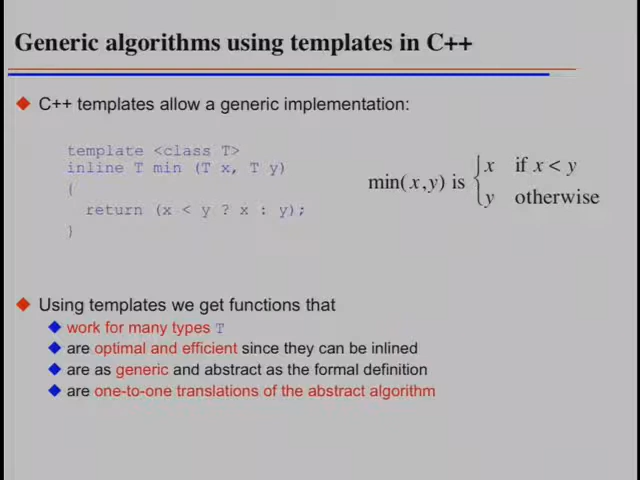 Generic algorithms using templates in C++
C++ templates allow a generic implementation:
template <class T>
inline T min (T x, T y)
{
return (x < y ? x : y);
}
min(x,y) is { x if x < y
y otherwise
Using templates we get functions that
work for many types T
are optimal and efficient since they can be inlined
are as generic and abstract as the formal definition
are one-to-one translations of the abstract algorithm